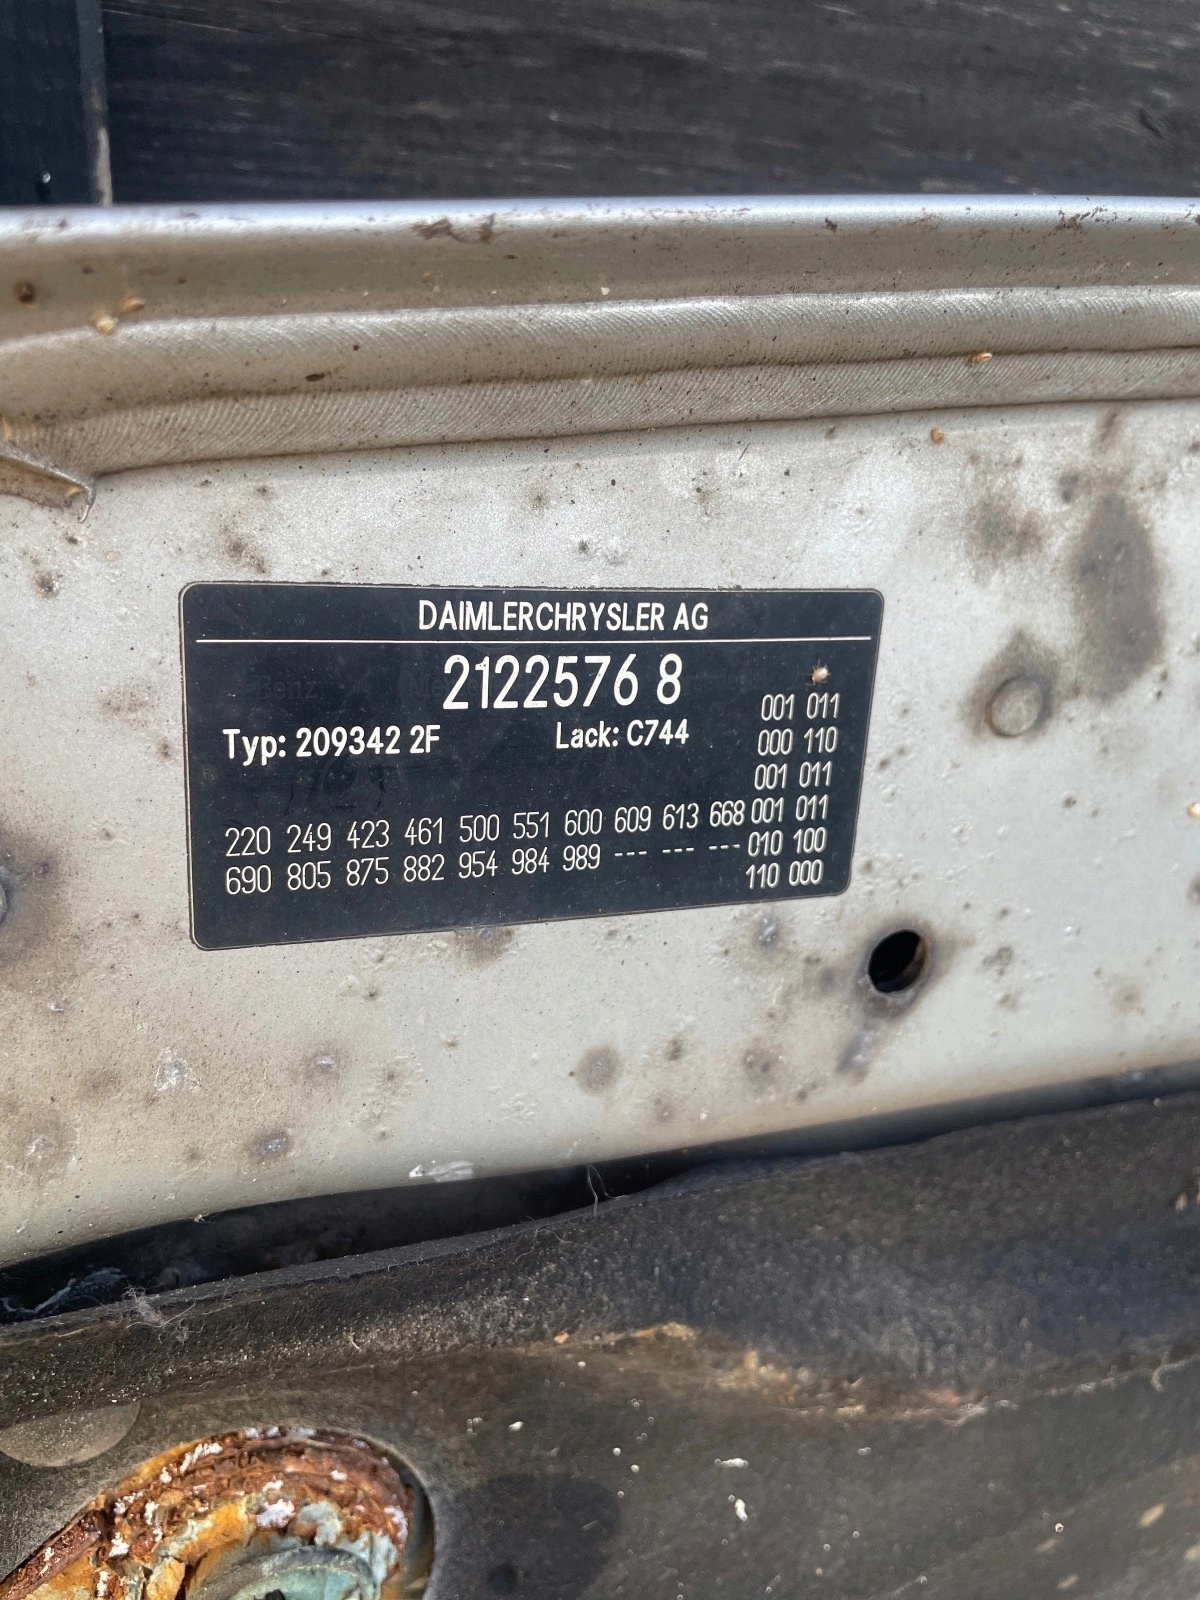 DAIMLERCHRYSLER AG
2122576 8
Typ: 209342 2F Lack: C744
001 011
000 110
001 011
220 249 423 461 500 551 600 609 613 668 001 011
690 805 875 882 954 984 989 --- --- --- 010 100
110 000